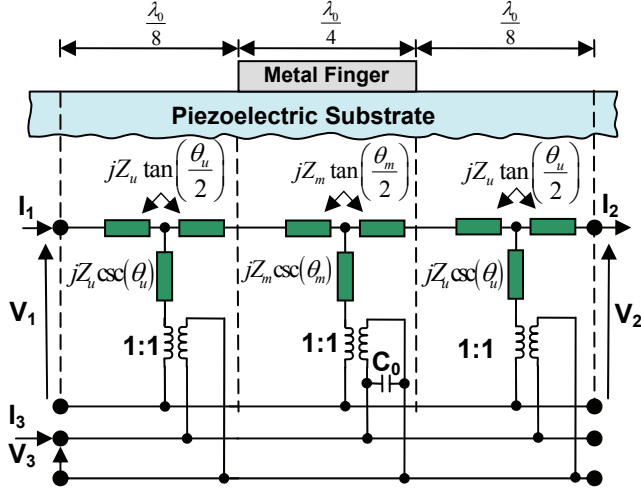 λ₀/8 λ₀/4 λ₀/8
Metal Finger
Piezoelectric Substrate
jZᵤ tan(θᵤ/2) jZₘ tan(θₘ/2) jZᵤ tan(θᵤ/2)
I₁ I₂
jZᵤ csc(θᵤ) jZₘ csc(θₘ) jZᵤ csc(θᵤ)
V₁ V₂
1:1 1:1 1:1
C₀
I₃
V₃